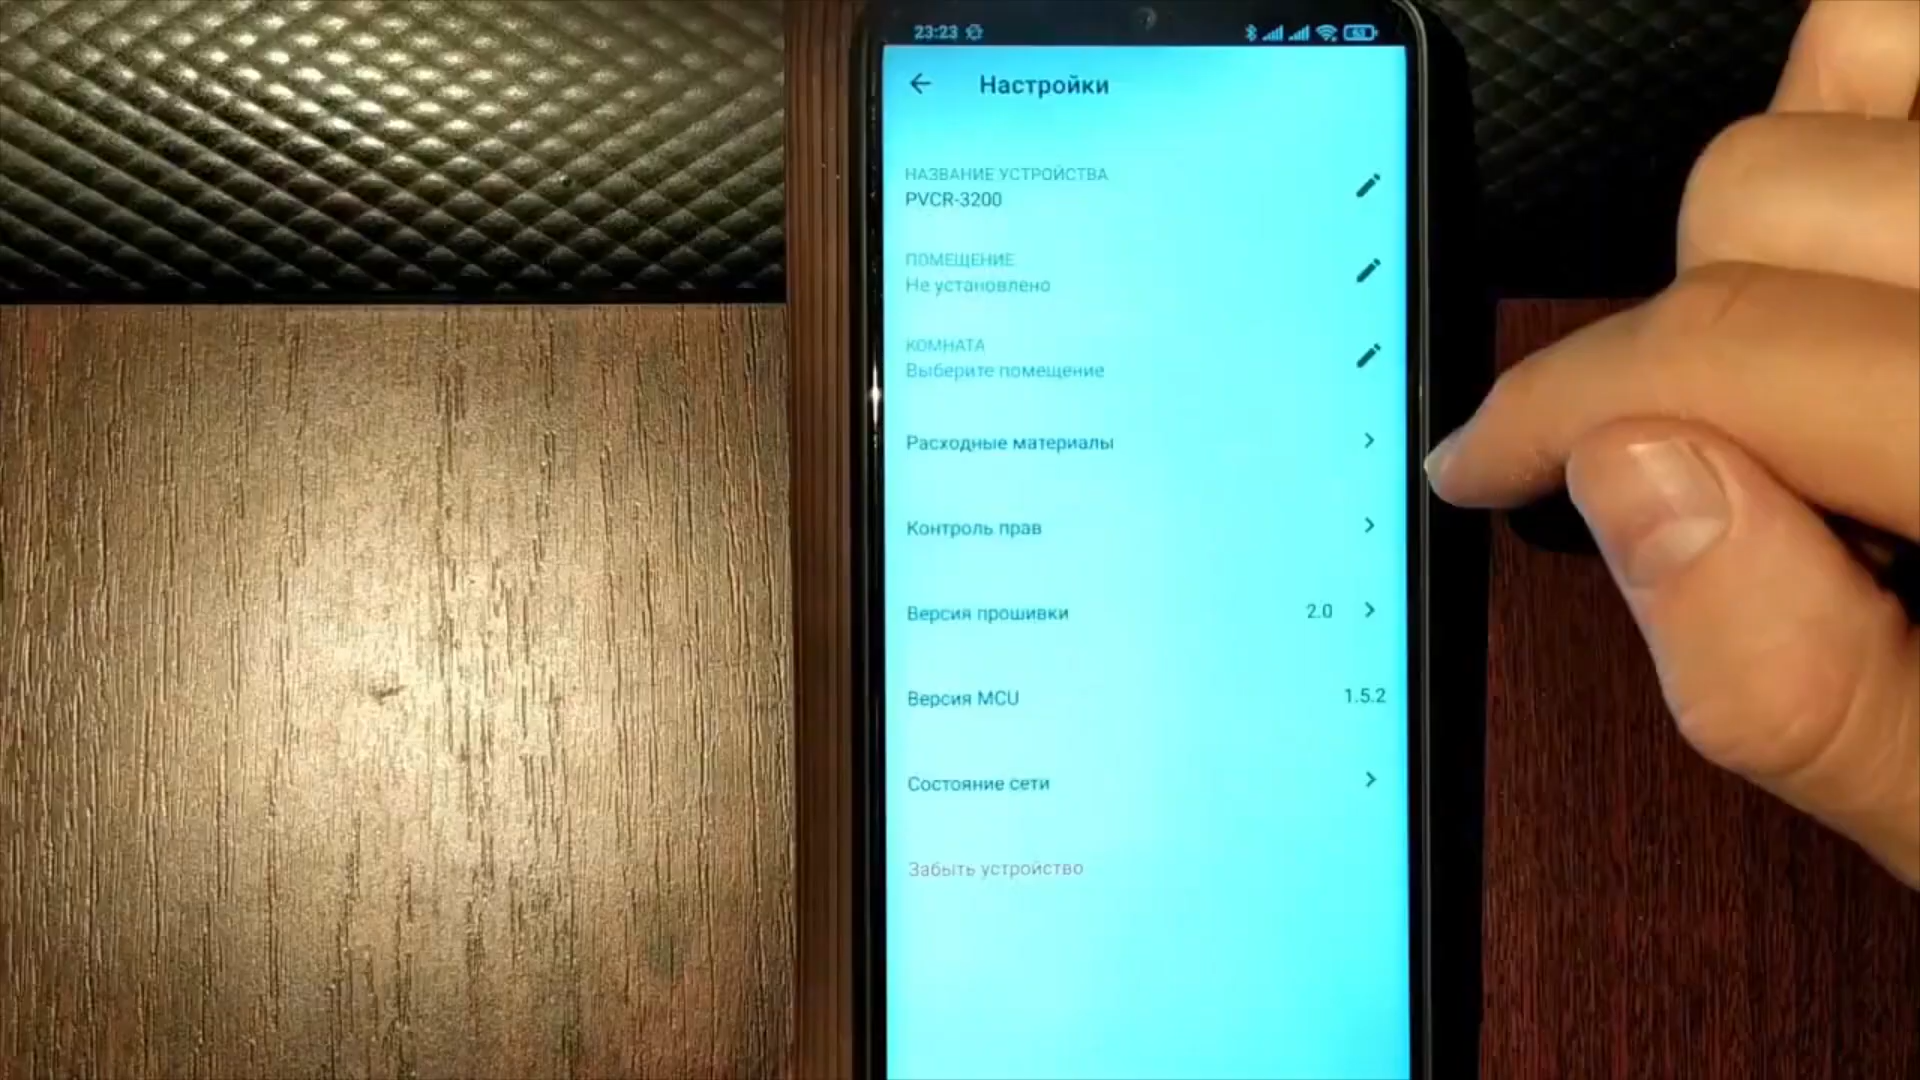 23:23
63
Настройки
НАЗВАНИЕ УСТРОЙСТВА
PVCR-3200
ПОМЕЩЕНИЕ
Не установлено
КОМНАТА
Выберите помещение
Расходные материалы
Контроль прав
Версия прошивки 2.0
Версия MCU 1.5.2
Состояние сети
Забыть устройство